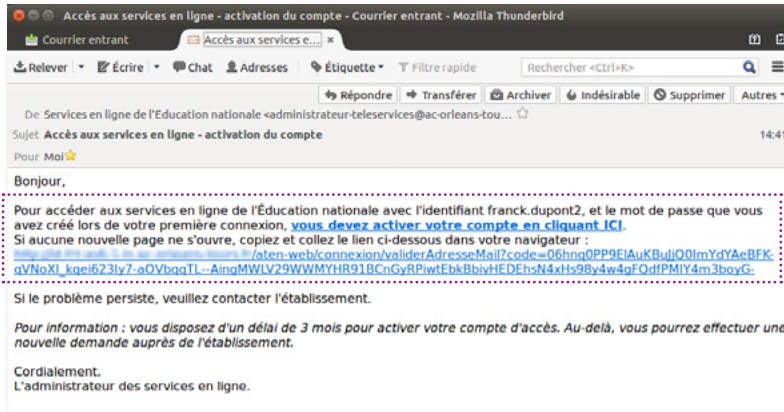 Accès aux services en ligne - activation du compte - Courrier entrant - Mozilla Thunderbird
Courrier entrant Accès aux services e... ×
Relever Écrire Chat Adresses Étiquette Filtre rapide Rechercher <Ctrl+K>
Répondre Transférer Archiver Indésirable Supprimer Autres
De Services en ligne de l'Education nationale <administrateur-teleservices@ac-orleans-tou...
Sujet Accès aux services en ligne - activation du compte 14:41
Pour Moi
Bonjour,
Pour accéder aux services en ligne de l'Éducation nationale avec l'identifiant franck.dupont2, et le mot de passe que vous
avez créé lors de votre première connexion, vous devez activer votre compte en cliquant ICI.
Si aucune nouvelle page ne s'ouvre, copiez et collez le lien ci-dessous dans votre navigateur :
/aten-web/connexion/validerAdresseMail?code=06hnq0PP9ElAuKBuJjQ0ImYdYAeBFK-
qVNoXI_kqei623Iy7-aOVbqqTL--AingMWLV29WWMYHR91BCnGyRPiwtEbkBbivHEDEhsN4xHs98y4w4gFQdfPMIY4m3boyG-
Si le problème persiste, veuillez contacter l'établissement.
Pour information : vous disposez d'un délai de 3 mois pour activer votre compte d'accès. Au-delà, vous pourrez effectuer une
nouvelle demande auprès de l'établissement.
Cordialement.
L'administrateur des services en ligne.